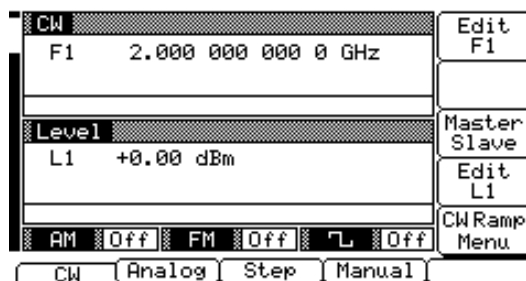 CW
F1 2.000 000 000 0 GHz
Level
L1 +0.00 dBm
AM Off FM Off Off
CW Analog Step Manual
Edit
F1
Master
Slave
Edit
L1
CW Ramp
Menu